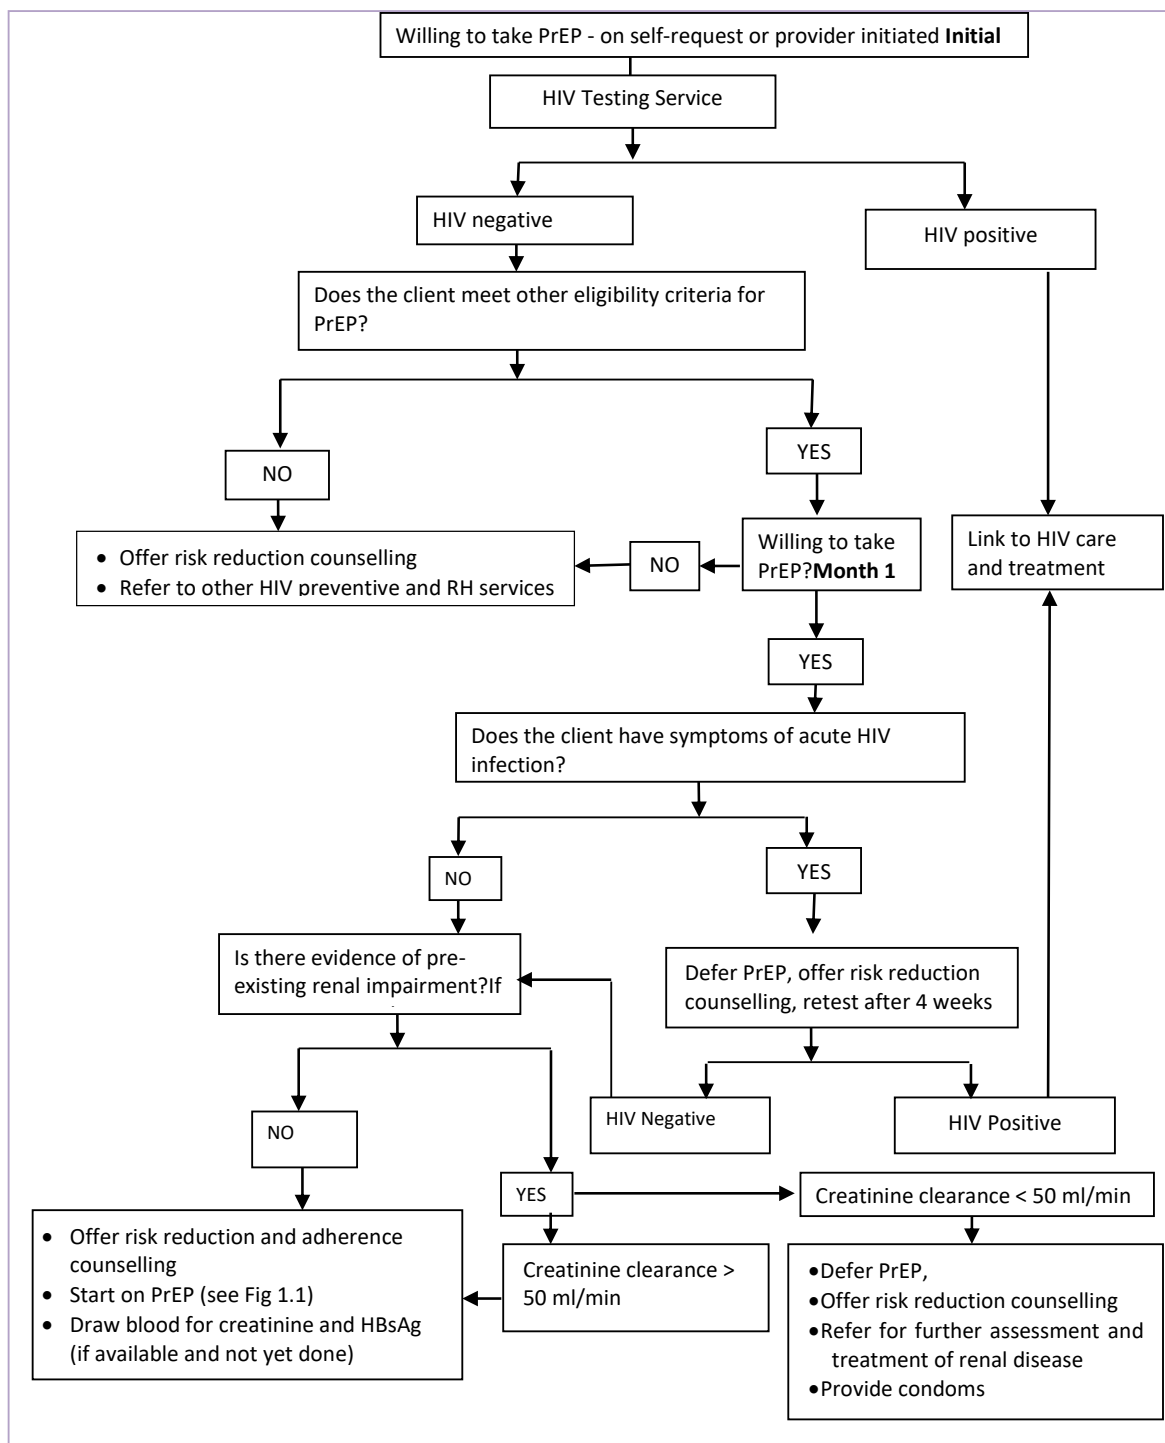 Willing to take PrEP - on self-request or provider initiated Initial
HIV Testing Service
HIV negative
HIV positive
Does the client meet other eligibility criteria for
PrEP?
NO
YES
• Offer risk reduction counselling
• Refer to other HIV preventive and RH services
NO
Willing to take
PrEP?Month 1
Link to HIV care
and treatment
YES
Does the client have symptoms of acute HIV
infection?
NO
YES
Is there evidence of pre-
existing renal impairment?If
Defer PrEP, offer risk reduction
counselling, retest after 4 weeks
HIV Negative
HIV Positive
NO
YES
Creatinine clearance < 50 ml/min
• Offer risk reduction and adherence
counselling
• Start on PrEP (see Fig 1.1)
• Draw blood for creatinine and HBsAg
(if available and not yet done)
Creatinine clearance >
50 ml/min
•Defer PrEP,
•Offer risk reduction counselling
•Refer for further assessment and
treatment of renal disease
•Provide condoms